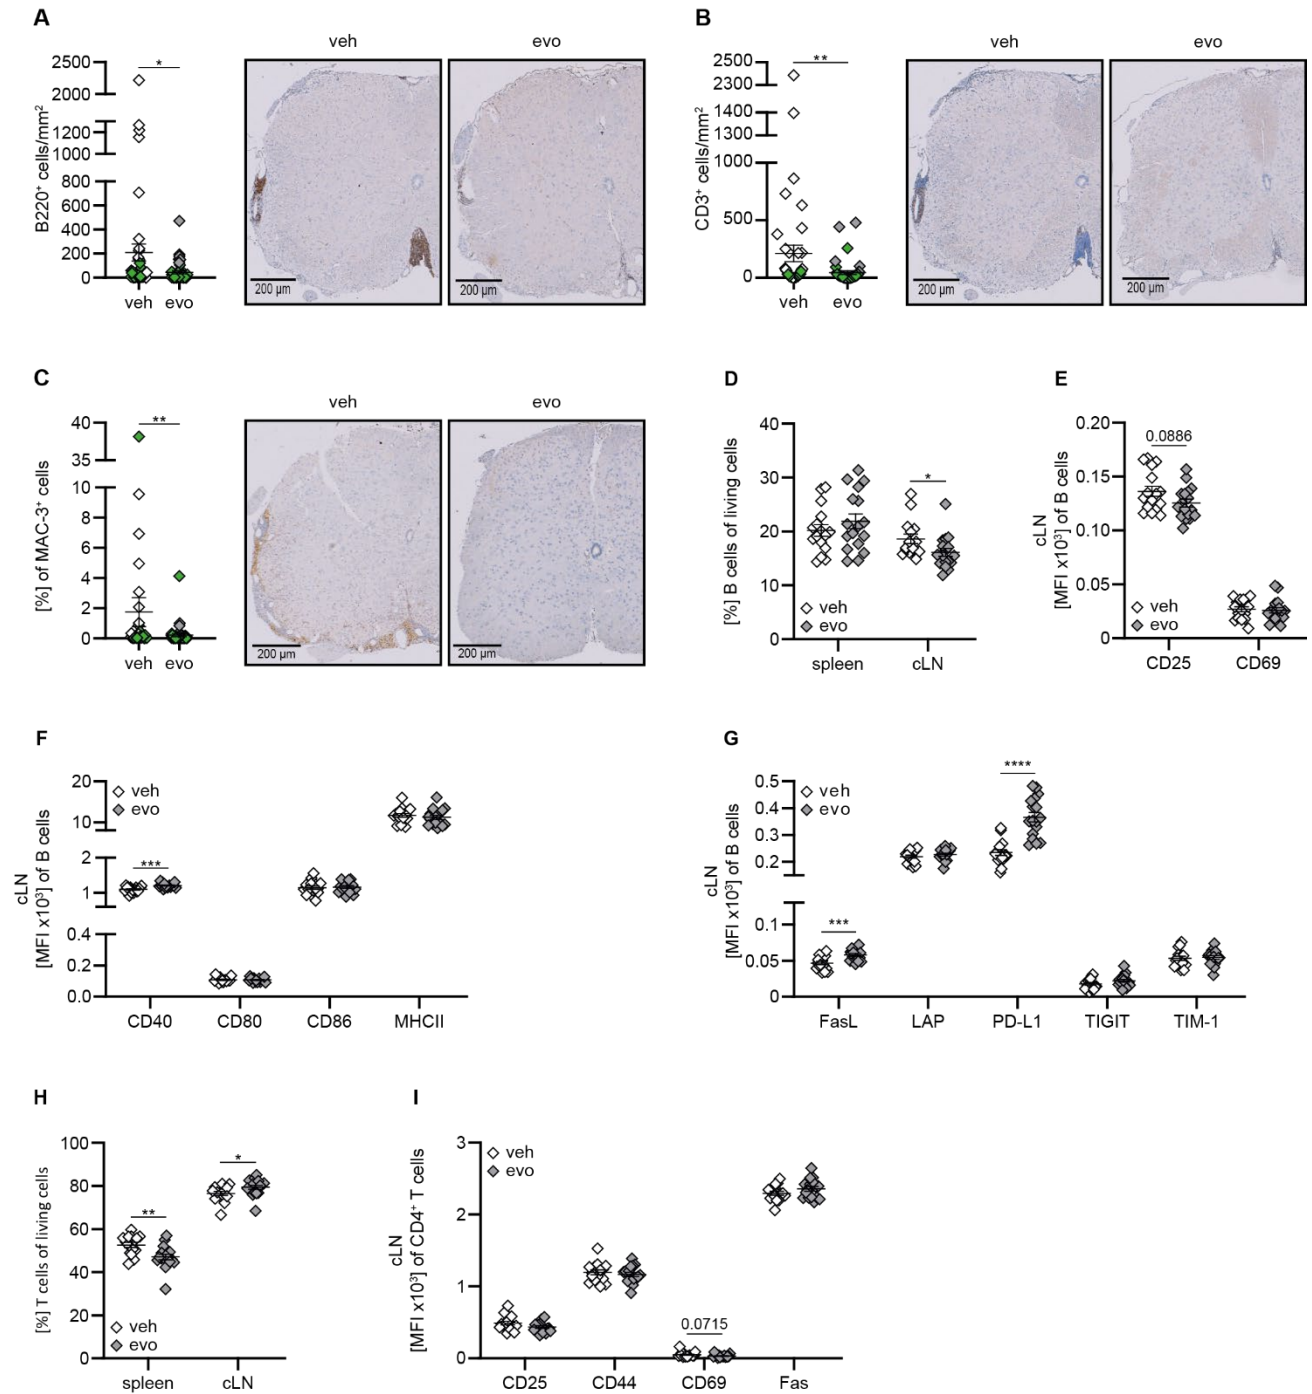 A
veh
evo
B220⁺ cells/mm²
2500
2000
1200
1000
800
600
400
200
0
*
veh
evo
200 µm
200 µm
B
veh
evo
CD3⁺ cells/mm²
2500
2300
1400
1300
1000
500
0
**
veh
evo
200 µm
200 µm
C
veh
evo
[%] of MAC-3⁺ cells
40
35
10
8
6
4
2
0
**
veh
evo
200 µm
200 µm
D
[%] B cells of living cells
40
30
20
10
0
*
veh
evo
spleen
cLN
E
cLN
[MFI x10³] of B cells
0.20
0.15
0.10
0.05
0
0.0886
veh
evo
CD25
CD69
F
cLN
[MFI x10³] of B cells
20
10
2
1
0.4
0.2
0.0
veh
evo
***
CD40
CD80
CD86
MHCII
G
cLN
[MFI x10³] of B cells
0.5
0.4
0.3
0.2
0.1
0.05
0
veh
evo
****
***
FasL
LAP
PD-L1
TIGIT
TIM-1
H
[%] T cells of living cells
100
80
60
40
20
0
*
**
veh
evo
spleen
cLN
I
cLN
[MFI x10³] of CD4⁺ T cells
3
2
1
0
veh
evo
0.0715
CD25
CD44
CD69
Fas